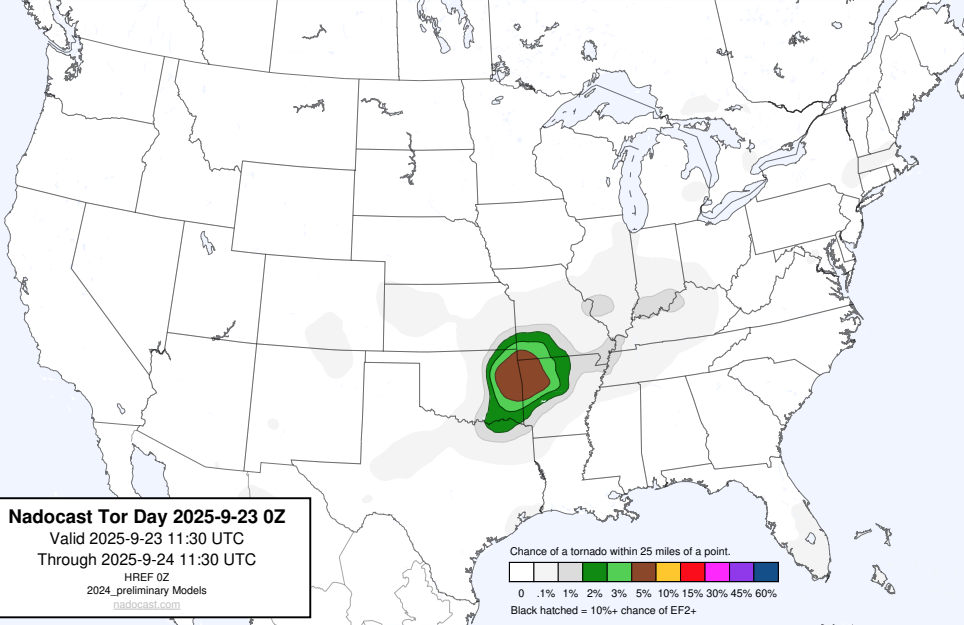 Nadocast Tor Day 2025-9-23 0Z
Valid 2025-9-23 11:30 UTC
Through 2025-9-24 11:30 UTC
HREF 0Z
2024_preliminary Models
nadocast.com
Chance of a tornado within 25 miles of a point.
0 .1% 1% 2% 3% 5% 10% 15% 30% 45% 60%
Black hatched = 10%+ chance of EF2+